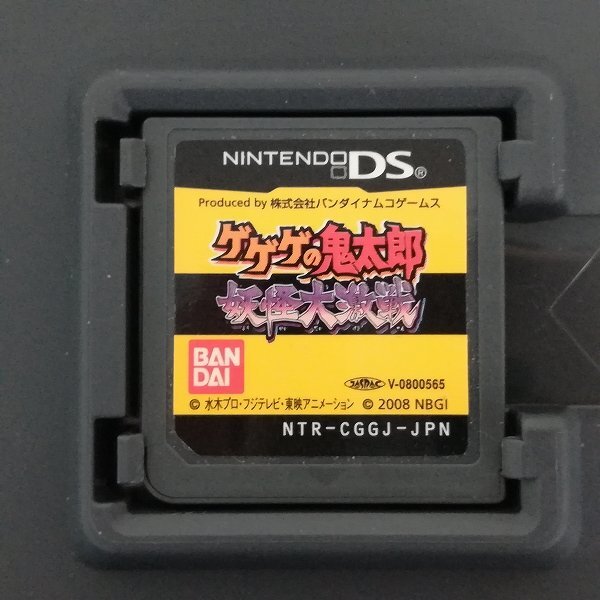 NINTENDO DS®
Produced by 株式会社バンダイナムコゲームス
ゲゲゲの鬼太郎
妖怪大激戦
BAN
DAI
JASRAC V-0800565
© 水木プロ・フジテレビ・東映アニメーション © 2008 NBGI
NTR-CGGJ-JPN